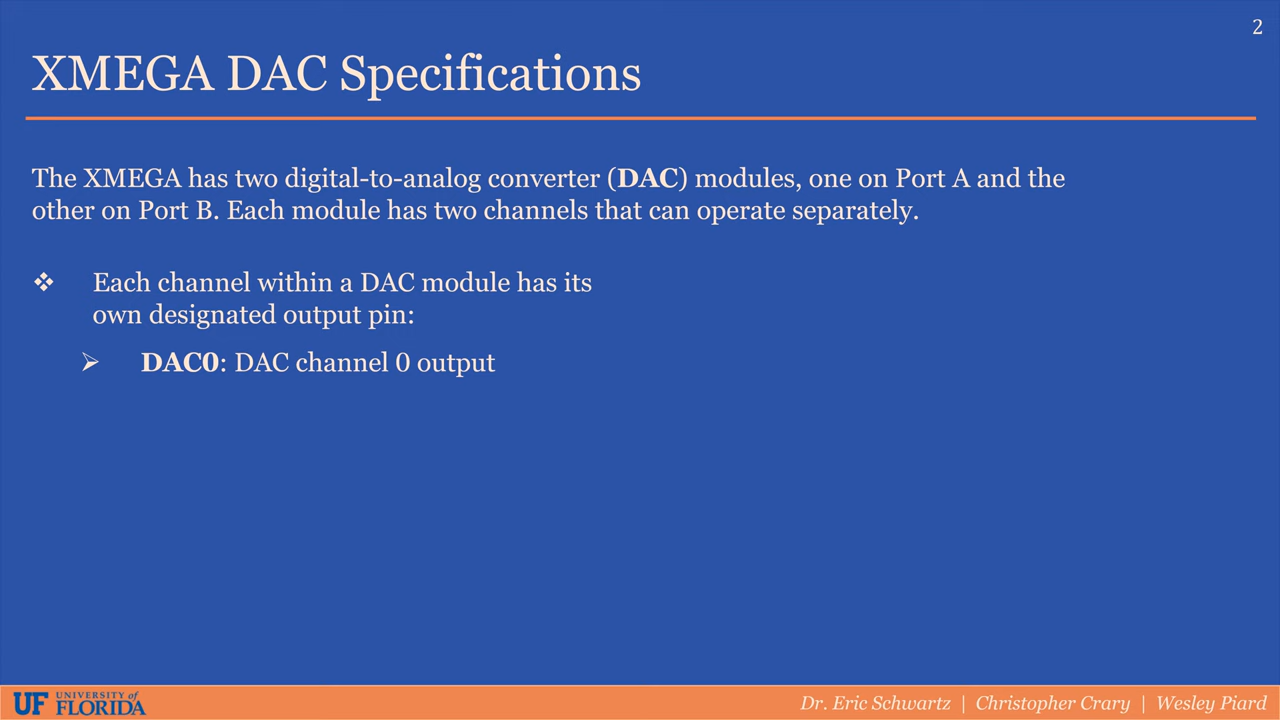 2
XMEGA DAC Specifications
The XMEGA has two digital-to-analog converter (DAC) modules, one on Port A and the
other on Port B. Each module has two channels that can operate separately.
❖ Each channel within a DAC module has its
own designated output pin:
➢ DAC0: DAC channel 0 output
UF UNIVERSITY of
FLORIDA
Dr. Eric Schwartz | Christopher Crary | Wesley Piard